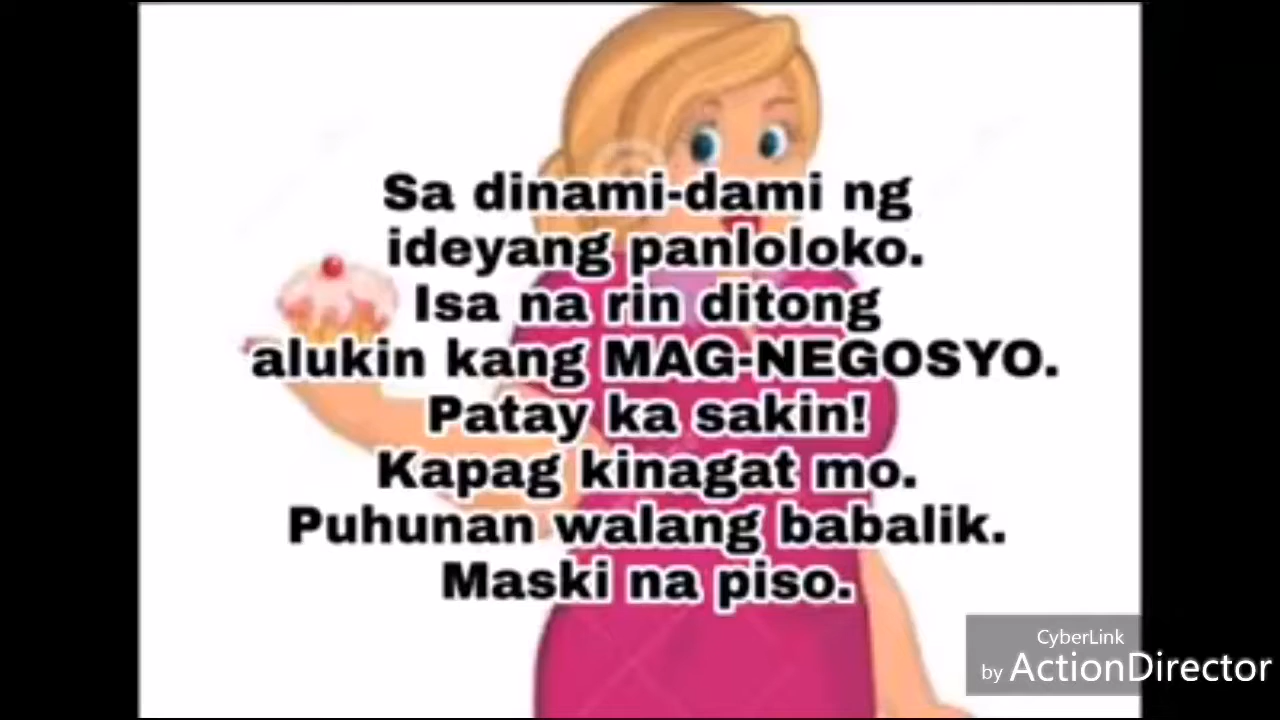 Sa dinami-dami ng
ideyang panloloko.
Isa na rin ditong
alukin kang MAG-NEGOSYO.
Patay ka sakin!
Kapag kinagat mo.
Puhunan walang babalik.
Maski na piso.
CyberLink
by ActionDirector